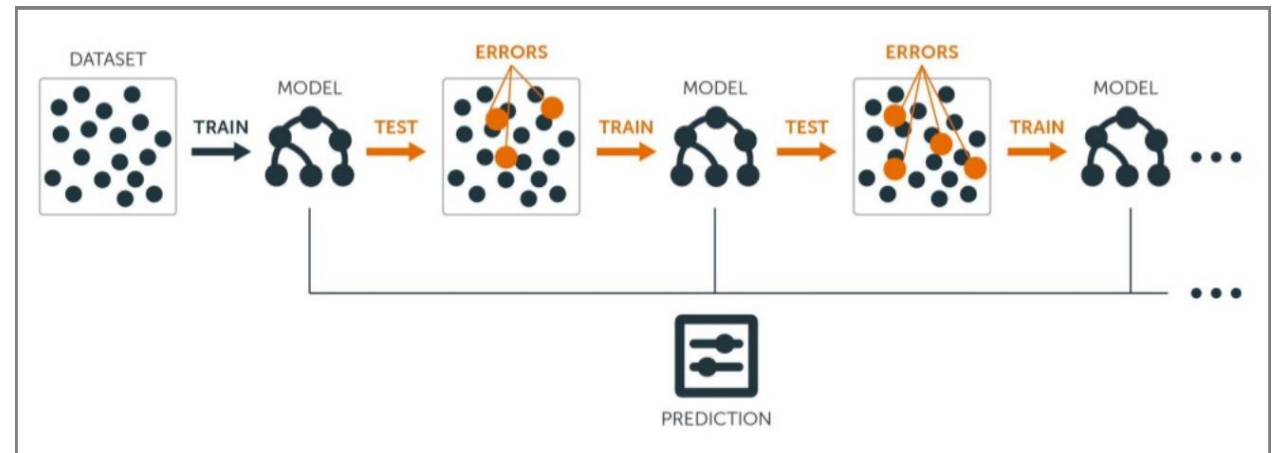 DATASET
MODEL
ERRORS
MODEL
ERRORS
MODEL
TRAIN
TEST
TRAIN
TEST
TRAIN
PREDICTION